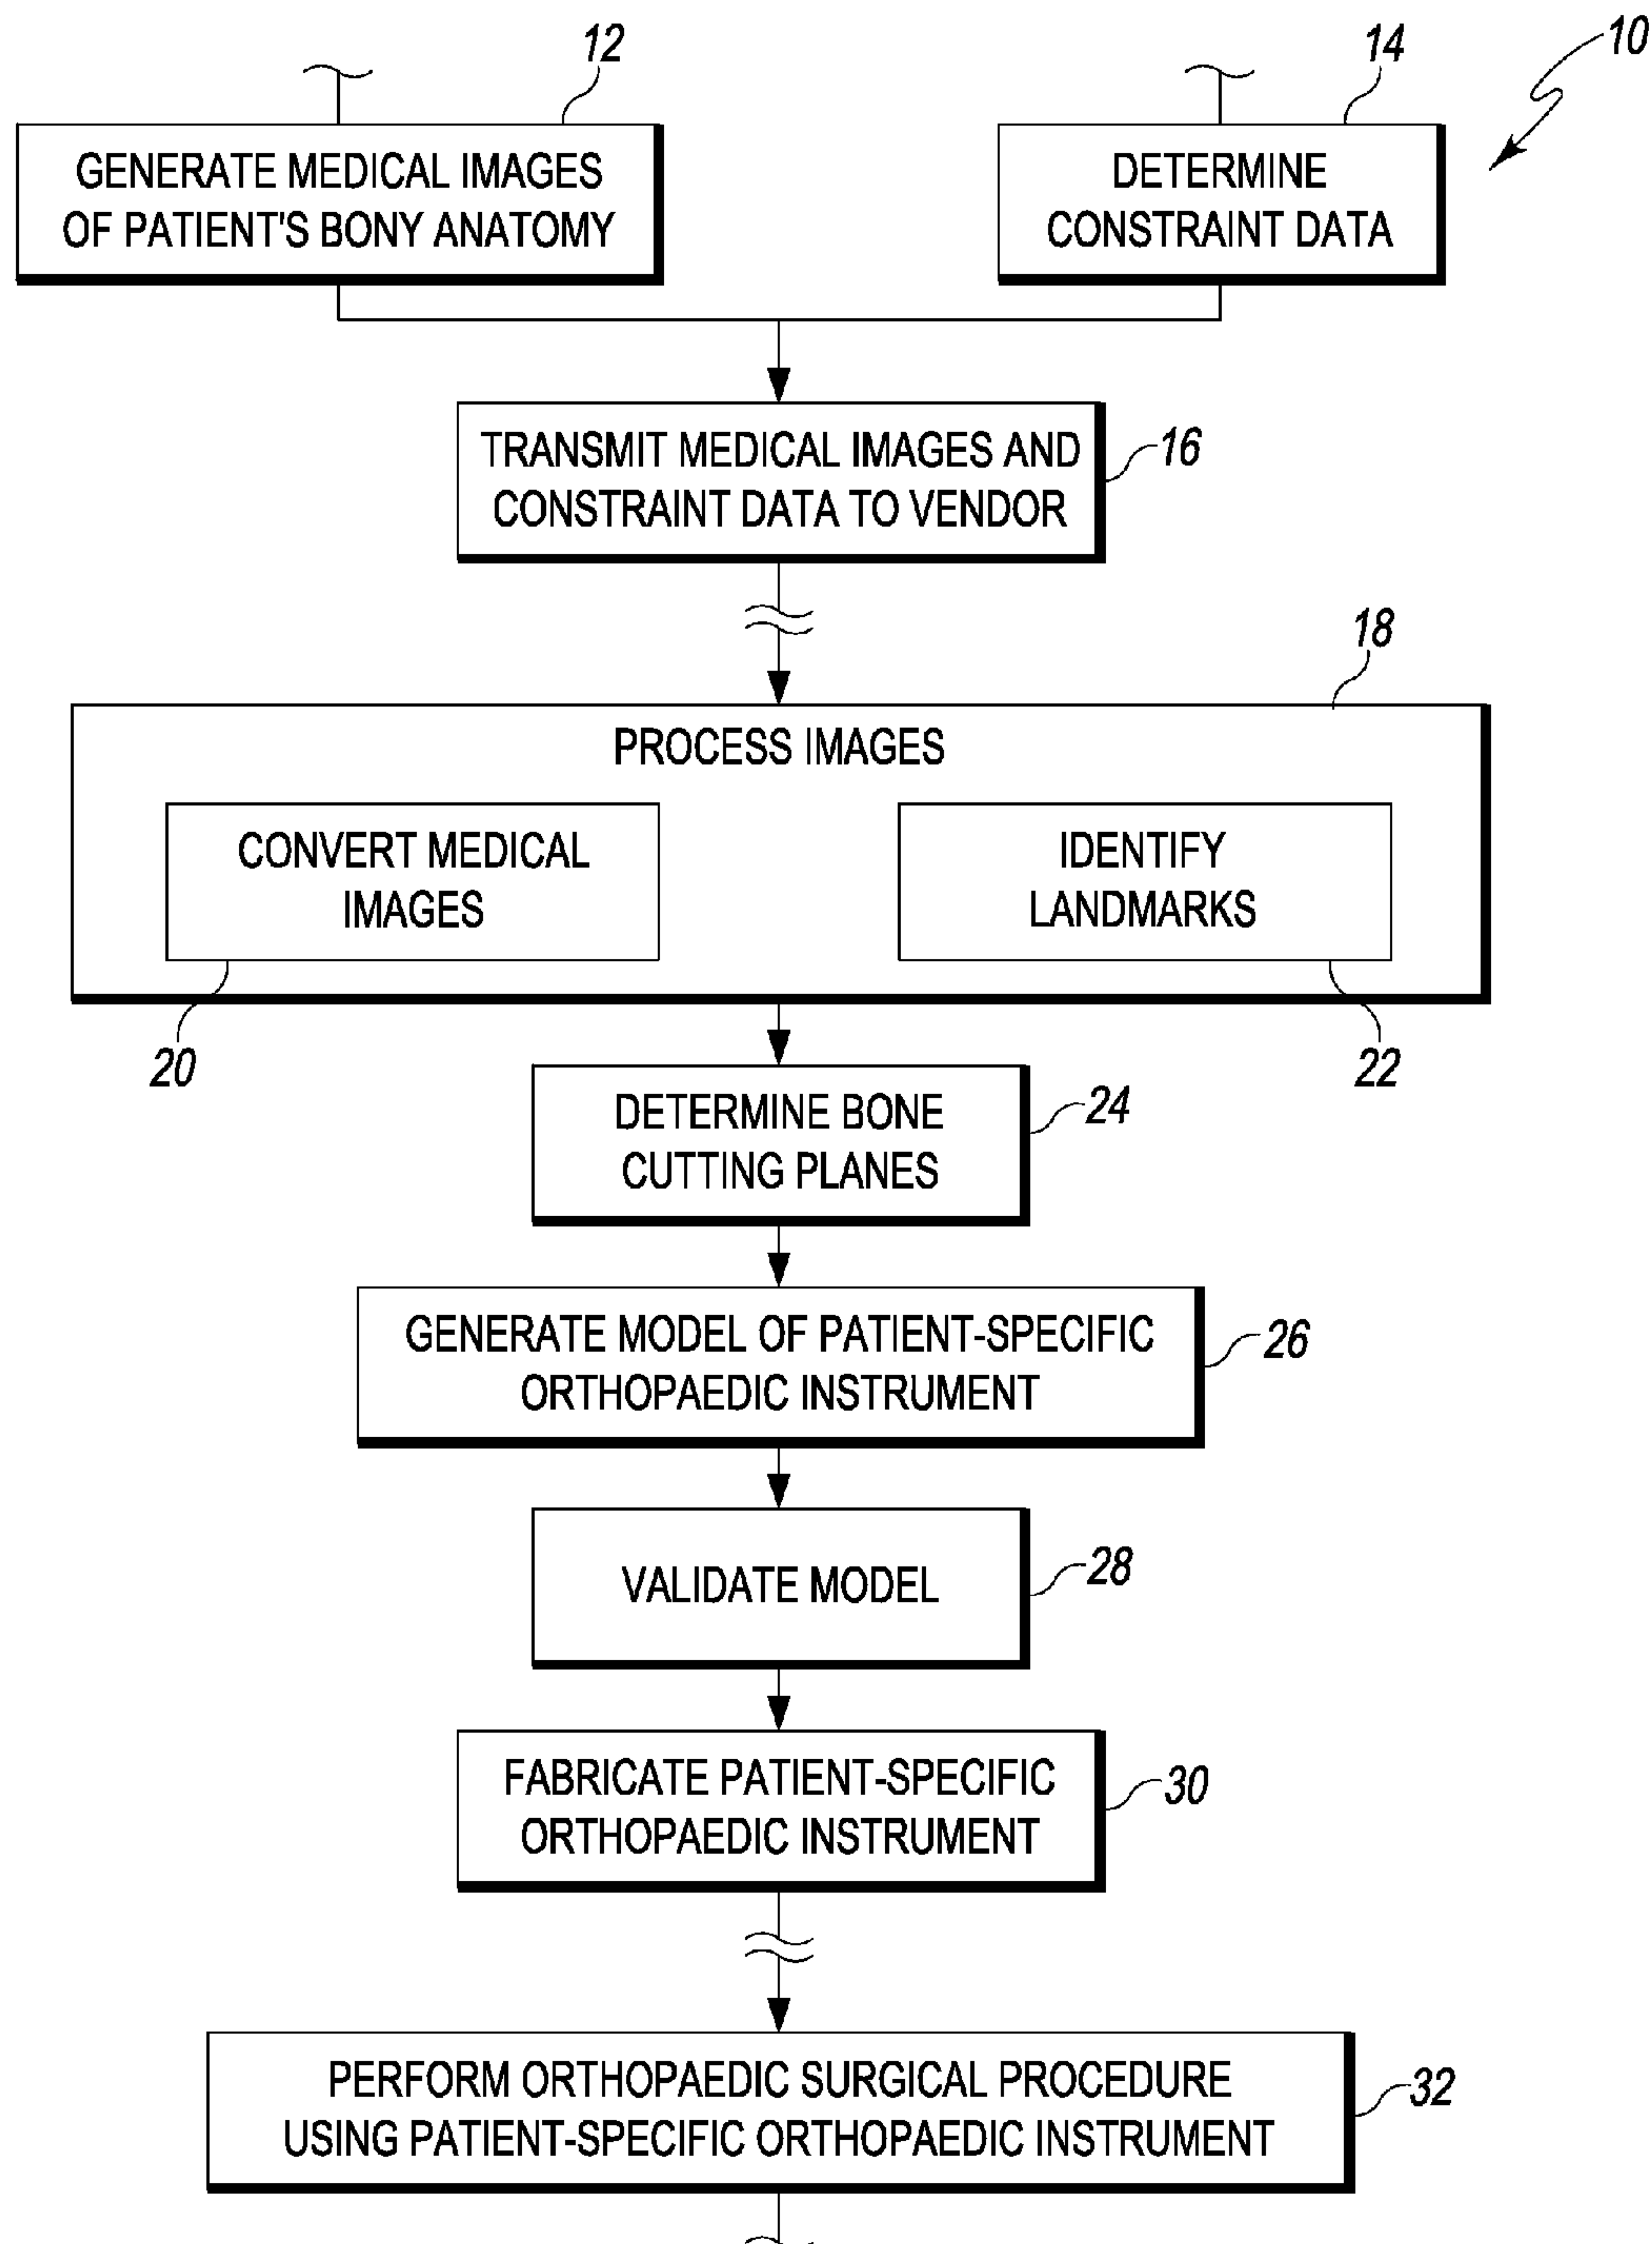 12
14
10
GENERATE MEDICAL IMAGES
OF PATIENT'S BONY ANATOMY
DETERMINE
CONSTRAINT DATA
TRANSMIT MEDICAL IMAGES AND
CONSTRAINT DATA TO VENDOR
16
18
PROCESS IMAGES
CONVERT MEDICAL
IMAGES
IDENTIFY
LANDMARKS
20
22
DETERMINE BONE
CUTTING PLANES
24
GENERATE MODEL OF PATIENT-SPECIFIC
ORTHOPAEDIC INSTRUMENT
26
VALIDATE MODEL
28
FABRICATE PATIENT-SPECIFIC
ORTHOPAEDIC INSTRUMENT
30
PERFORM ORTHOPAEDIC SURGICAL PROCEDURE
USING PATIENT-SPECIFIC ORTHOPAEDIC INSTRUMENT
32